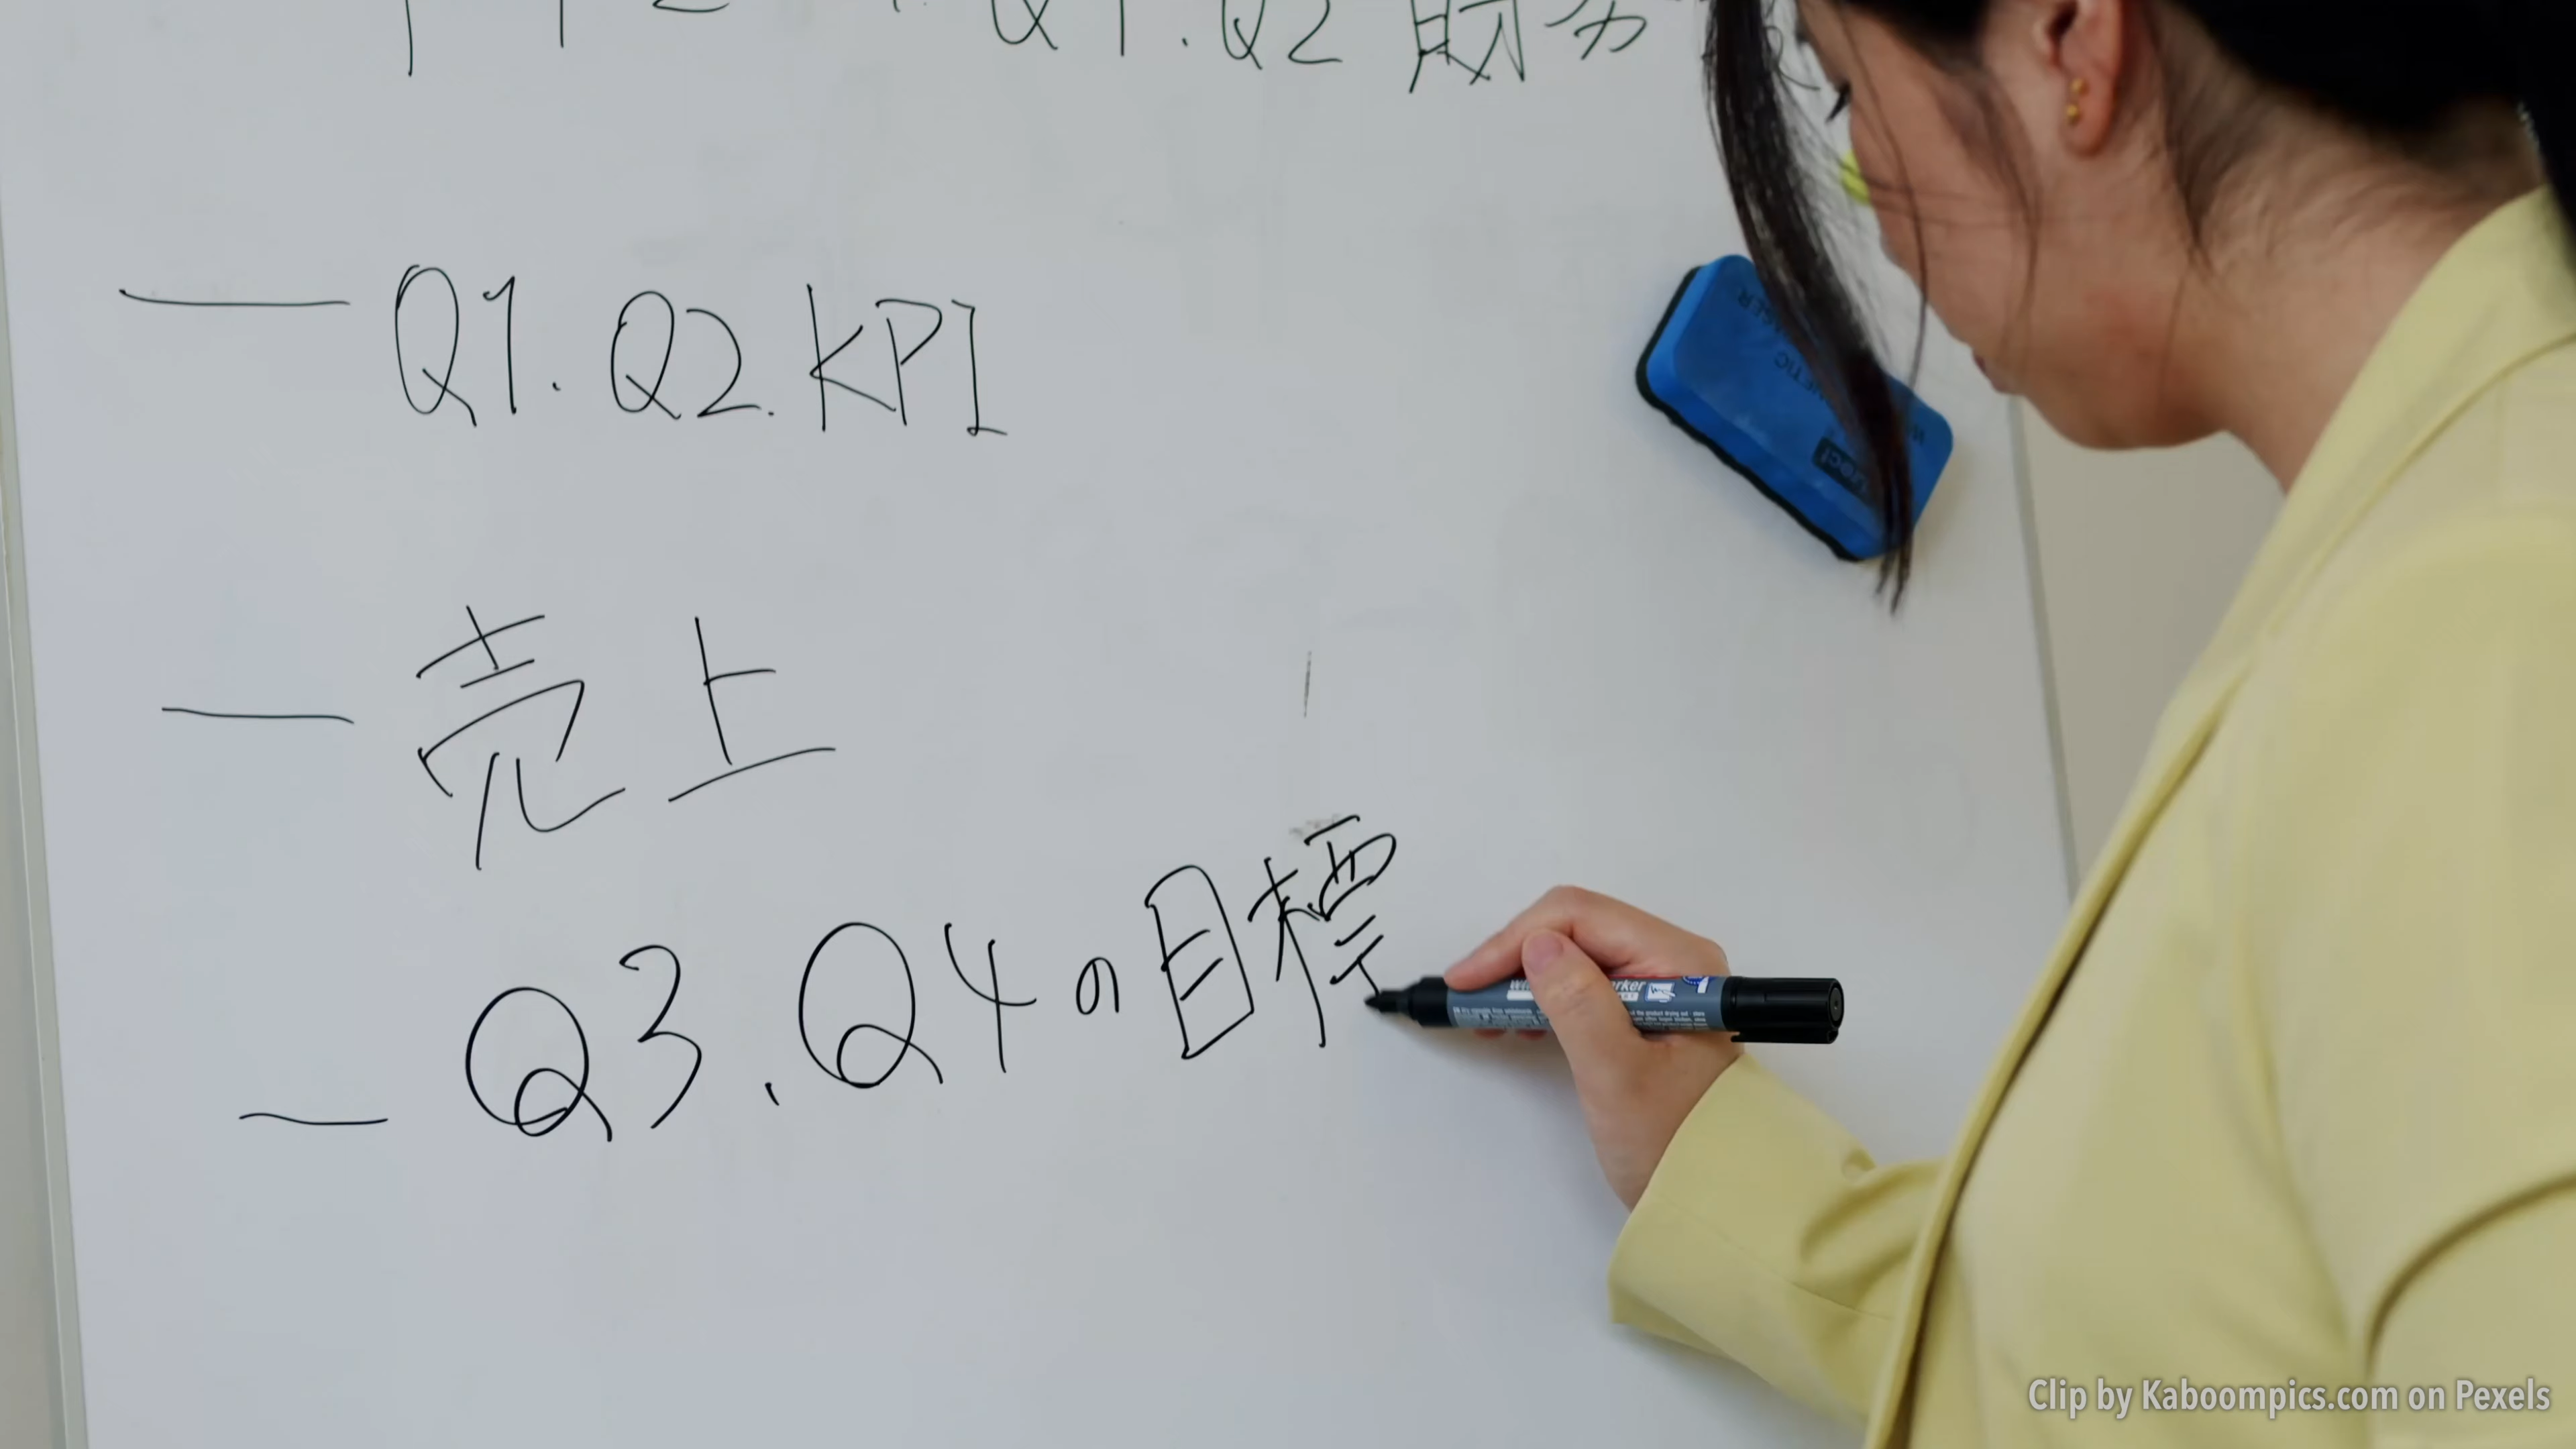 Q1.Q2 財務
— Q1.Q2.KPI
— 売上
— Q3.Q4の目標
Clip by Kaboompics.com on Pexels